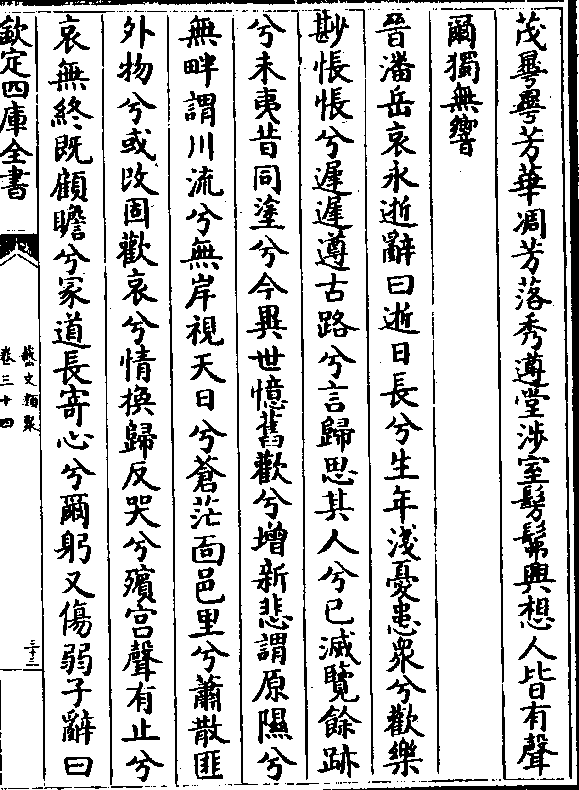 茂㽔㽔芳華凋芳落秀遵堂涉室髣髴興想人皆有聲
爾獨無響
晉潘岳哀永逝辭曰逝日長兮生年淺憂患衆兮歡樂
尠悵悵兮遲遲遵古路兮言歸思其人兮已滅覽餘跡
兮未夷昔同塗兮今異世憶舊歡兮增新悲謂原隰兮
無畔謂川流兮無岸視天日兮蒼茫面邑里兮蕭散匪
外物兮或改固歡哀兮情換歸反哭兮殯宮聲有止兮
哀無終既顧瞻兮家道長寄心兮爾躬又傷弱子辭曰
欽定四庫全書
藝文類聚
卷三十四
三十三